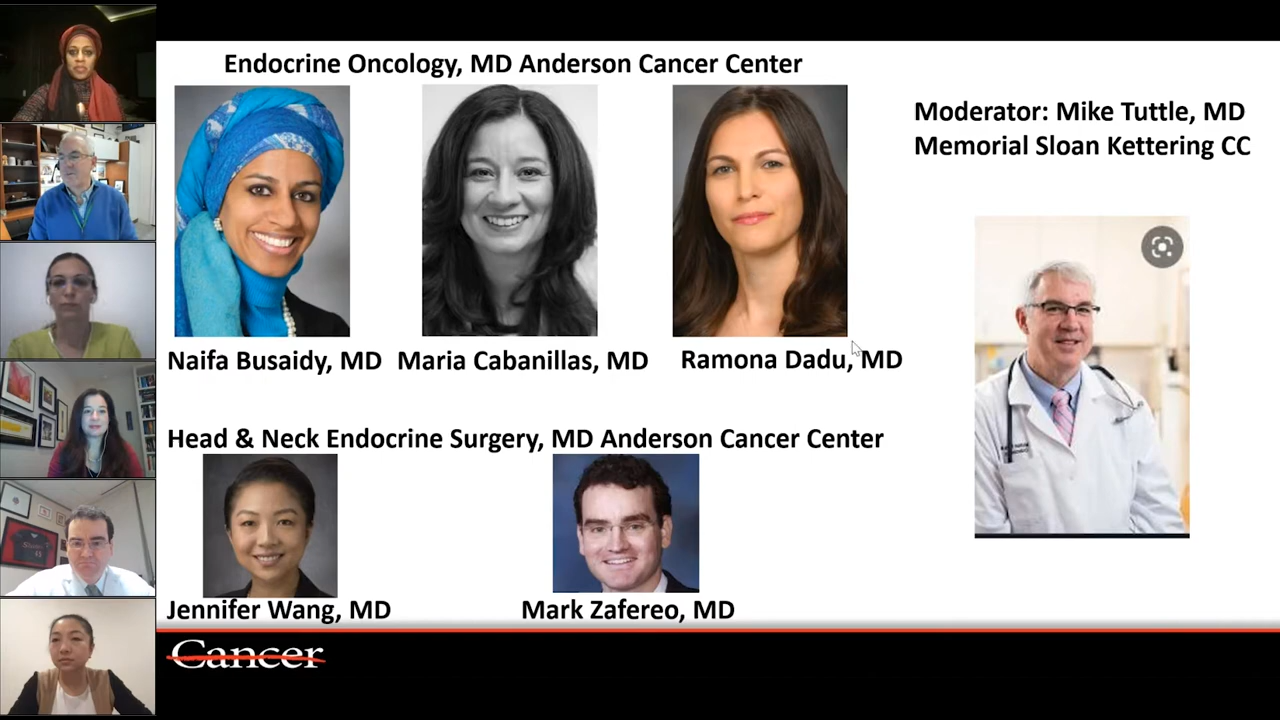 Endocrine Oncology, MD Anderson Cancer Center
Moderator: Mike Tuttle, MD
Memorial Sloan Kettering CC
Naifa Busaidy, MD
Maria Cabanillas, MD
Ramona Dadu, MD
Head & Neck Endocrine Surgery, MD Anderson Cancer Center
Jennifer Wang, MD
Mark Zafereo, MD
Cancer